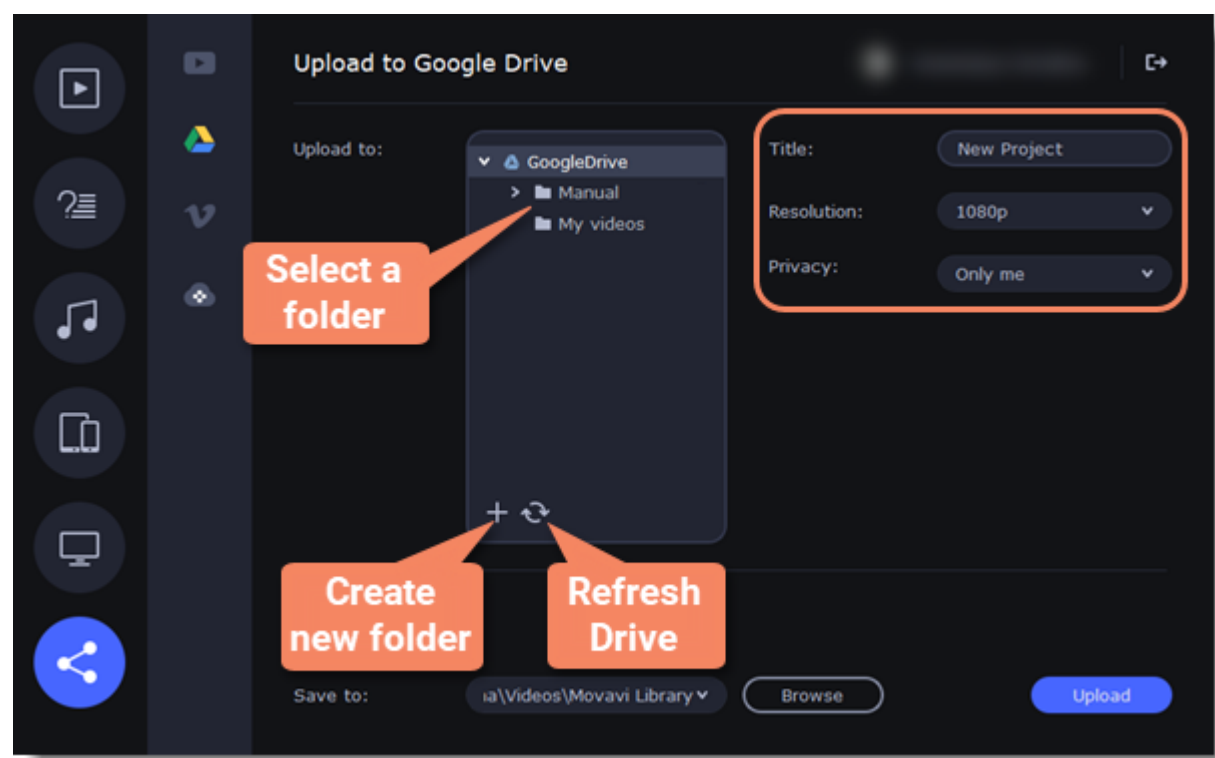 Upload to Google Drive
Upload to:
GoogleDrive
Manual
My videos
Select a
folder
Title:
New Project
Resolution:
1080p
Privacy:
Only me
Create
new folder
Refresh
Drive
Save to:
\Videos\Movavi Library
Browse
Upload